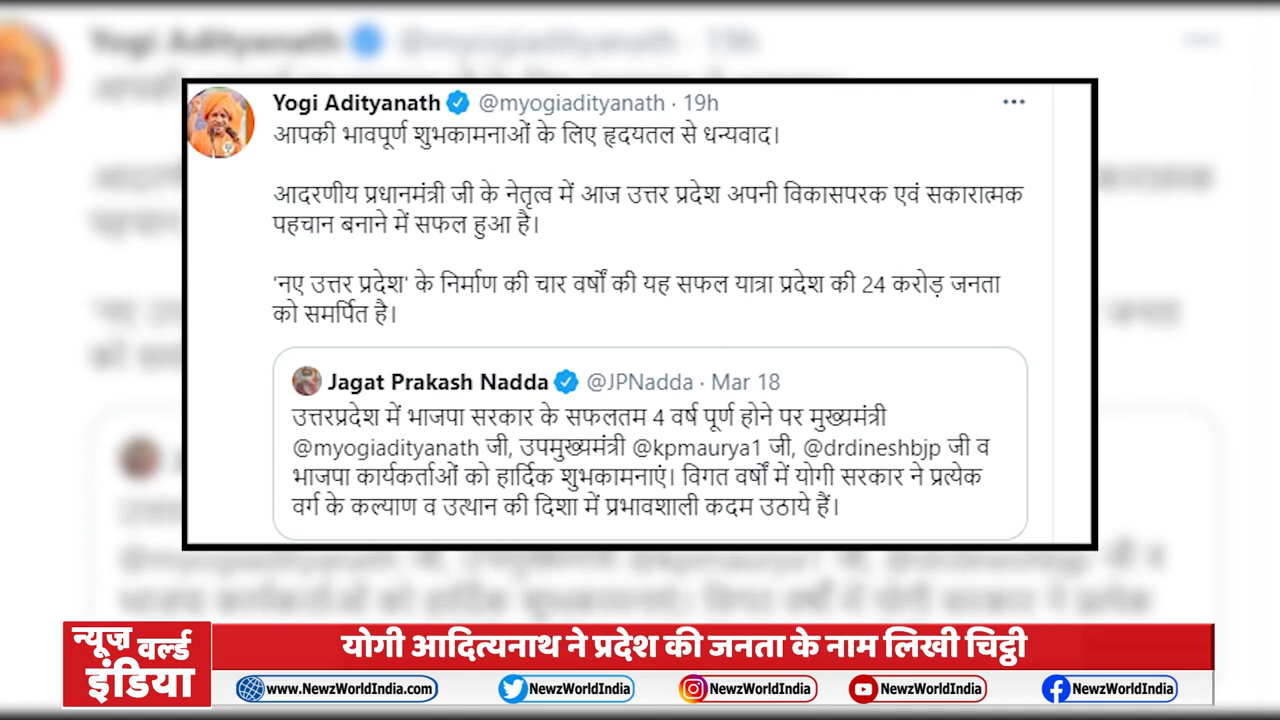 Yogi Adityanath @myogiadityanath · 19h
आपकी भावपूर्ण शुभकामनाओं के लिए हृदयतल से धन्यवाद।
आदरणीय प्रधानमंत्री जी के नेतृत्व में आज उत्तर प्रदेश अपनी विकासपरक एवं सकारात्मक
पहचान बनाने में सफल हुआ है।
'नए उत्तर प्रदेश' के निर्माण की चार वर्षों की यह सफल यात्रा प्रदेश की 24 करोड़ जनता
को समर्पित है।
Jagat Prakash Nadda @JPNadda · Mar 18
उत्तरप्रदेश में भाजपा सरकार के सफलतम 4 वर्ष पूर्ण होने पर मुख्यमंत्री
@myogiadityanath जी, उपमुख्यमंत्री @kpmaurya1 जी, @drdineshbjp जी व
भाजपा कार्यकर्ताओं को हार्दिक शुभकामनाएं। विगत वर्षों में योगी सरकार ने प्रत्येक
वर्ग के कल्याण व उत्थान की दिशा में प्रभावशाली कदम उठाये हैं।
न्यूज़ वर्ल्ड
इंडिया
योगी आदित्यनाथ ने प्रदेश की जनता के नाम लिखी चिट्ठी
www.NewzWorldIndia.com NewzWorldIndia NewzWorldIndia NewzWorldIndia NewzWorldIndia